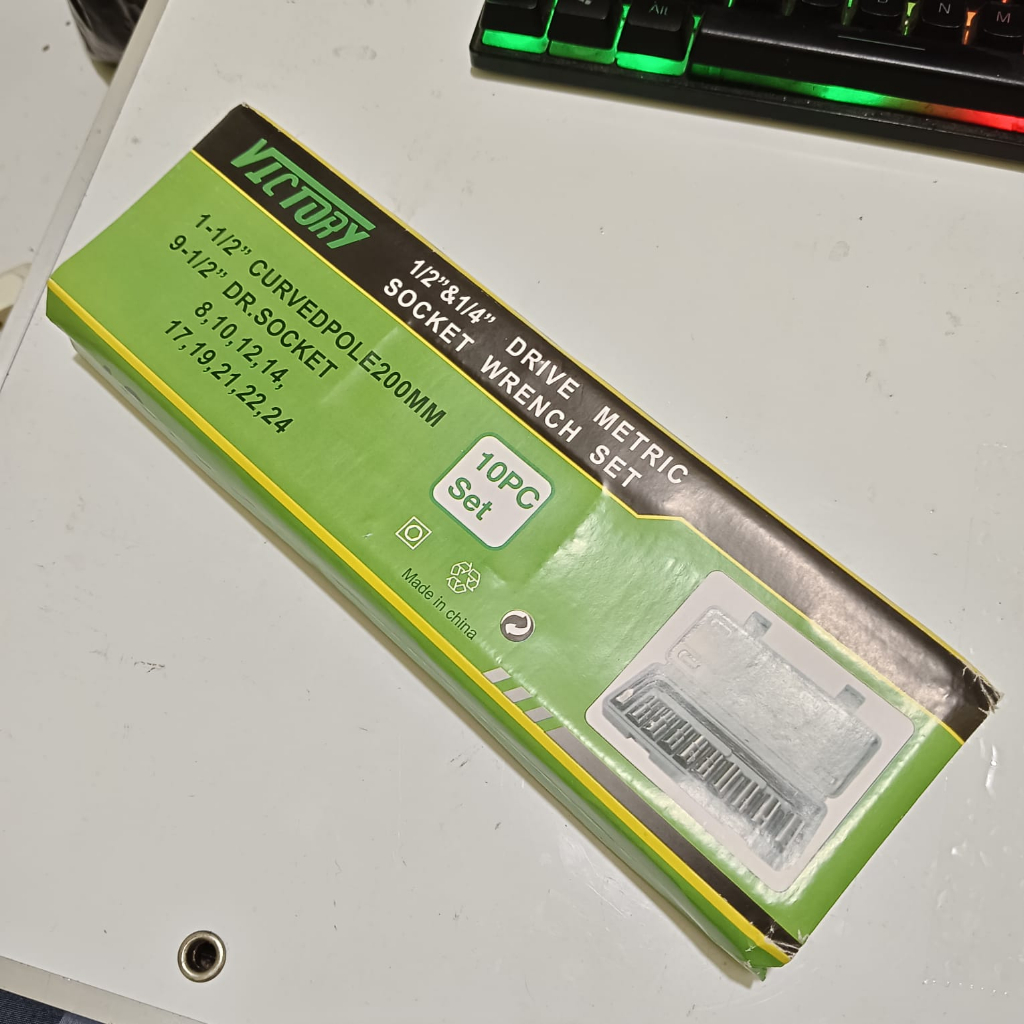 Alt
B
N
M
VICTORY
1/2"&1/4" DRIVE METRIC
SOCKET WRENCH SET
1-1/2" CURVEDPOLE200MM
9-1/2" DR.SOCKET
8,10,12,14,
17,19,21,22,24
10PC
Set
Made in china